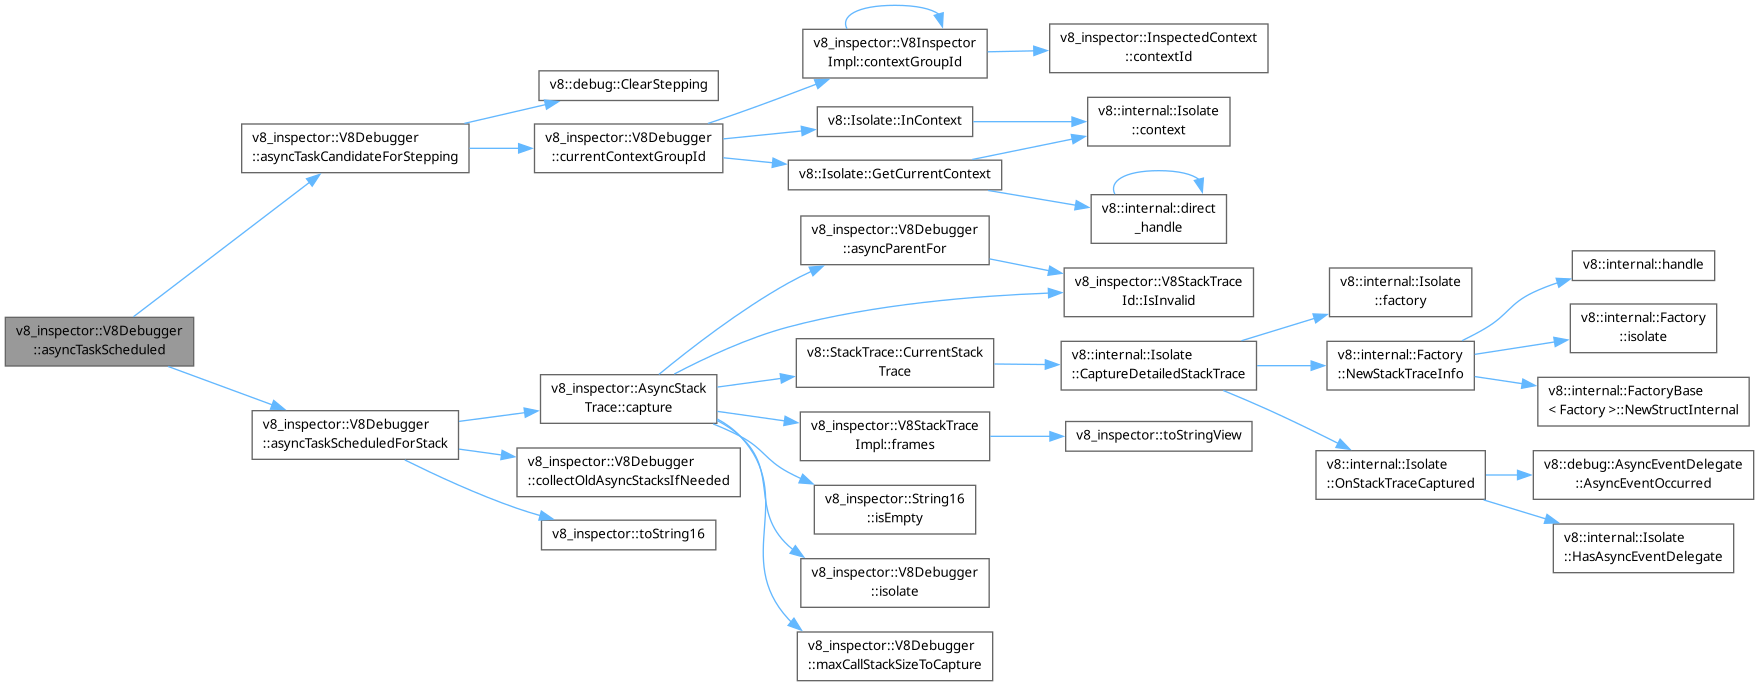 v8_inspector::V8Debugger
::asyncTaskScheduled
v8_inspector::V8Debugger
::asyncTaskCandidateForStepping
v8::debug::ClearStepping
v8_inspector::V8Debugger
::currentContextGroupId
v8_inspector::V8Inspector
Impl::contextGroupId
v8_inspector::InspectedContext
::contextId
v8::Isolate::InContext
v8::internal::Isolate
::context
v8::Isolate::GetCurrentContext
v8::internal::direct
_handle
v8_inspector::V8Debugger
::asyncTaskScheduledForStack
v8_inspector::AsyncStack
Trace::capture
v8_inspector::V8Debugger
::collectOldAsyncStacksIfNeeded
v8_inspector::toString16
v8_inspector::V8Debugger
::asyncParentFor
v8_inspector::V8StackTrace
Id::IsInvalid
v8::StackTrace::CurrentStack
Trace
v8::internal::Isolate
::CaptureDetailedStackTrace
v8_inspector::V8StackTrace
Impl::frames
v8_inspector::toStringView
v8_inspector::String16
::isEmpty
v8_inspector::V8Debugger
::isolate
v8_inspector::V8Debugger
::maxCallStackSizeToCapture
v8::internal::Isolate
::factory
v8::internal::Factory
::NewStackTraceInfo
v8::internal::Isolate
::OnStackTraceCaptured
v8::internal::handle
v8::internal::Factory
::isolate
v8::internal::FactoryBase
< Factory >::NewStructInternal
v8::debug::AsyncEventDelegate
::AsyncEventOccurred
v8::internal::Isolate
::HasAsyncEventDelegate